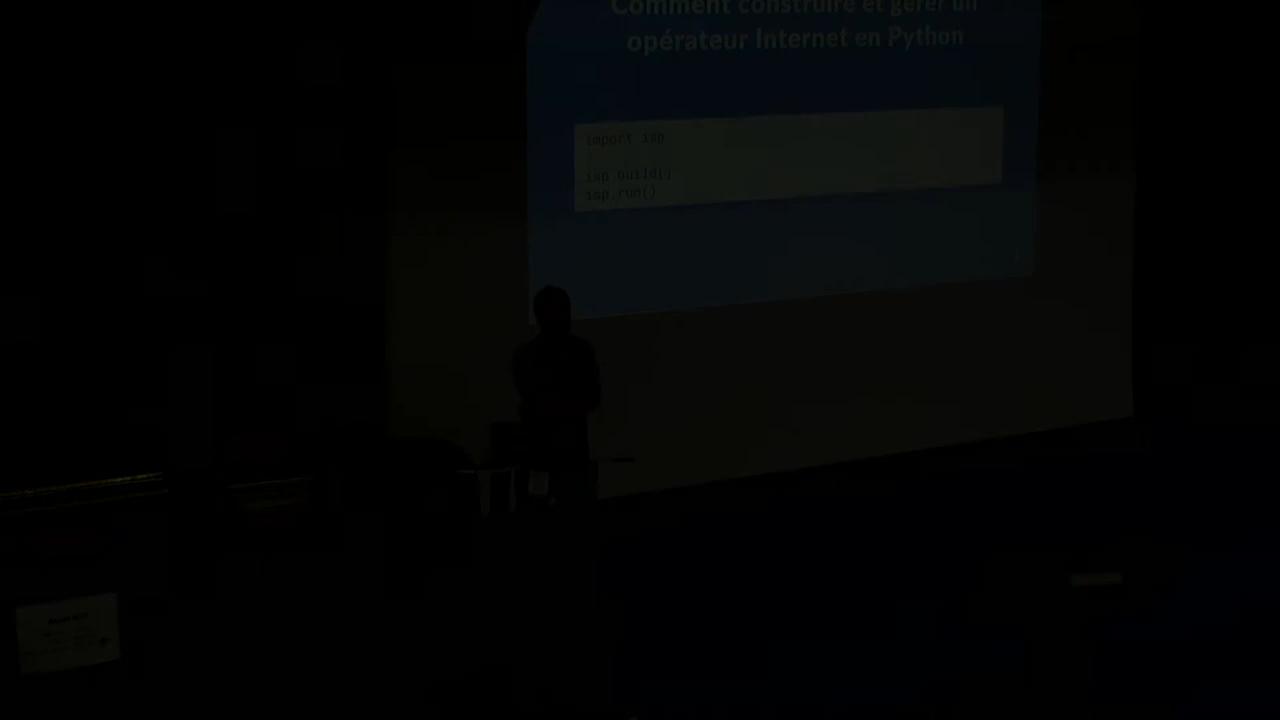 Comment construire et gérer un
opérateur Internet en Python
import isp
isp.build()
isp.run()